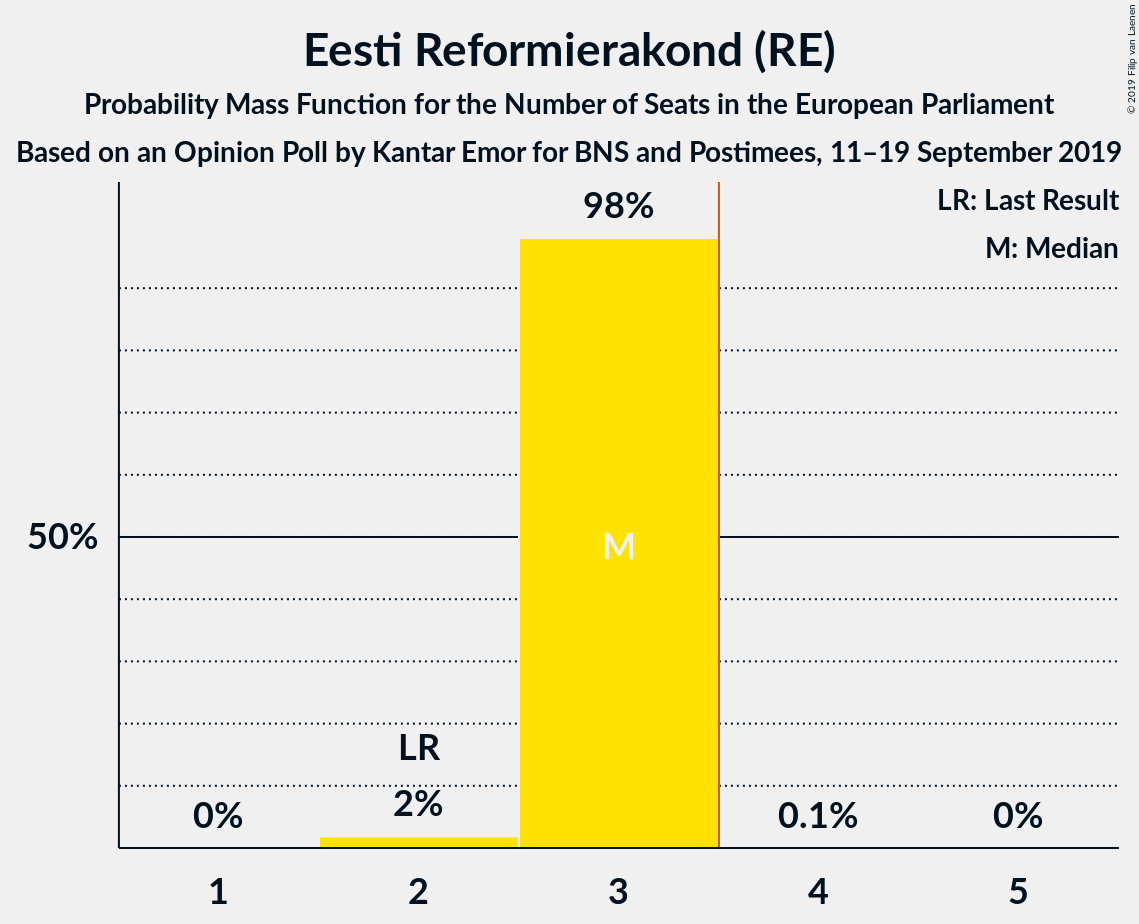 Eesti Reformierakond (RE)
Probability Mass Function for the Number of Seats in the European Parliament
Based on an Opinion Poll by Kantar Emor for BNS and Postimees, 11–19 September 2019
© 2019 Filip van Laenen
LR: Last Result
M: Median
98%
50%
M
LR
0%
2%
0.1%
0%
1
2
3
4
5